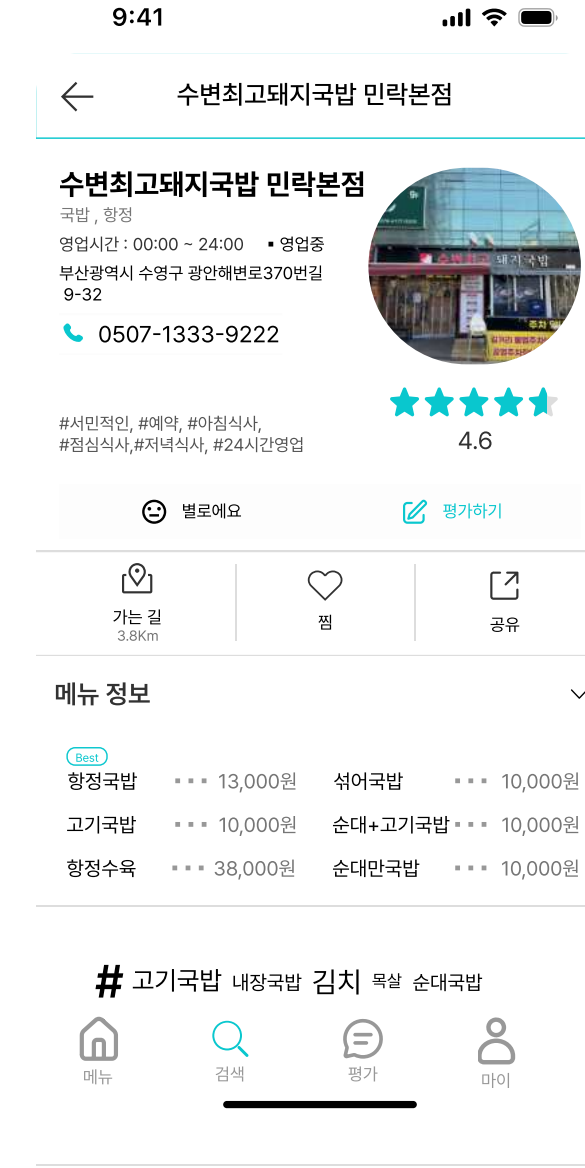 9:41
수변최고돼지국밥 민락본점
수변최고돼지국밥 민락본점
국밥 , 항정
영업시간 : 00:00 ~ 24:00 ▪ 영업중
부산광역시 수영구 광안해변로370번길
9-32
0507-1333-9222
돼지국밥
#서민적인, #예약, #아침식사,
#점심식사,#저녁식사, #24시간영업
4.6
별로에요 평가하기
가는 길 찜 공유
3.8Km
메뉴 정보
Best
항정국밥 ▪ ▪ ▪ 13,000원 섞어국밥 ▪ ▪ ▪ 10,000원
고기국밥 ▪ ▪ ▪ 10,000원 순대+고기국밥 ▪ ▪ ▪ 10,000원
항정수육 ▪ ▪ ▪ 38,000원 순대만국밥 ▪ ▪ ▪ 10,000원
# 고기국밥 내장국밥 김치 목살 순대국밥
메뉴 검색 평가 마이